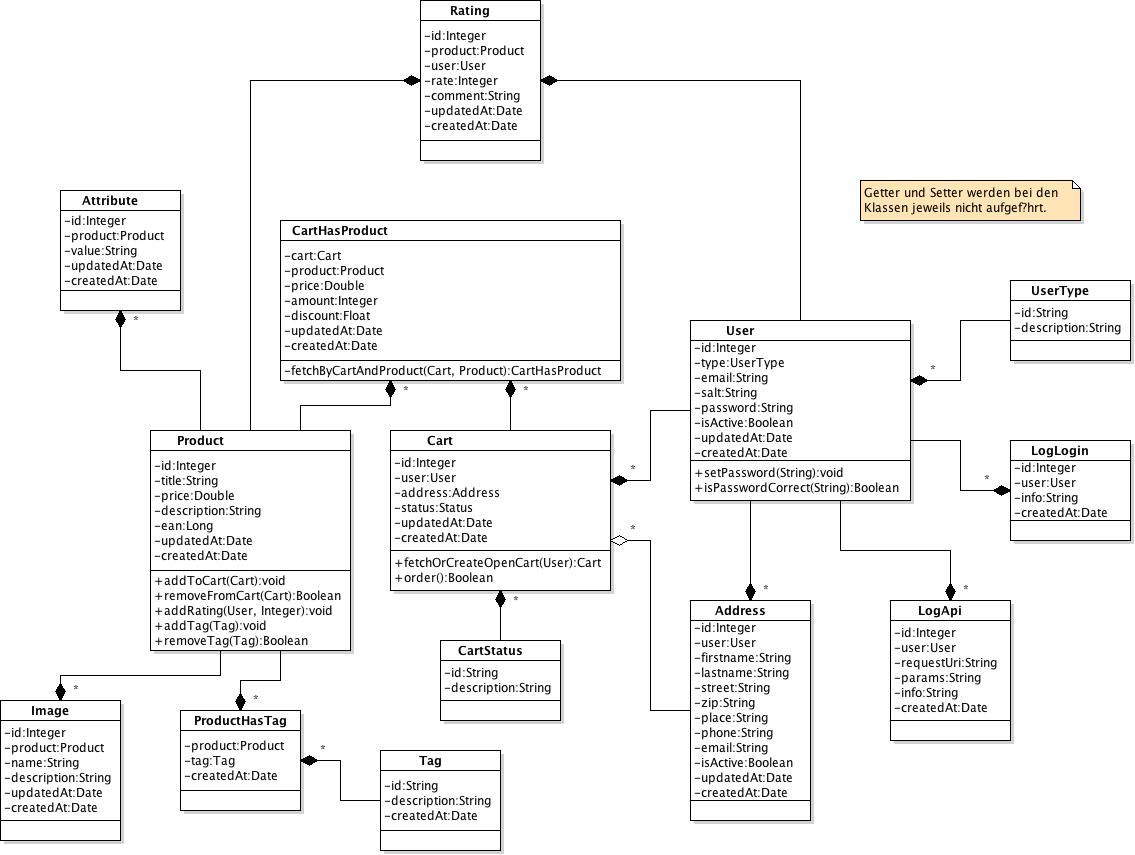 Rating
-id:Integer
-product:Product
-user:User
-rate:Integer
-comment:String
-updatedAt:Date
-createdAt:Date
Getter und Setter werden bei den
Klassen jeweils nicht aufgef?hrt.
Attribute
-id:Integer
-product:Product
-value:String
-updatedAt:Date
-createdAt:Date
*
CartHasProduct
-cart:Cart
-product:Product
-price:Double
-amount:Integer
-discount:Float
-updatedAt:Date
-createdAt:Date
-fetchByCartAndProduct(Cart, Product):CartHasProduct
*
*
User
-id:Integer
-type:UserType
-email:String
-salt:String
-password:String
-isActive:Boolean
-updatedAt:Date
-createdAt:Date
+setPassword(String):void
+isPasswordCorrect(String):Boolean
*
UserType
-id:String
-description:String
*
LogLogin
-id:Integer
-user:User
-info:String
-createdAt:Date
Product
-id:Integer
-title:String
-price:Double
-description:String
-ean:Long
-updatedAt:Date
-createdAt:Date
+addToCart(Cart):void
+removeFromCart(Cart):Boolean
+addRating(User, Integer):void
+addTag(Tag):void
+removeTag(Tag):Boolean
Cart
-id:Integer
-user:User
-address:Address
-status:Status
-updatedAt:Date
-createdAt:Date
+fetchOrCreateOpenCart(User):Cart
+order():Boolean
*
*
*
CartStatus
-id:String
-description:String
*
Address
-id:Integer
-user:User
-firstname:String
-lastname:String
-street:String
-zip:String
-place:String
-phone:String
-email:String
-isActive:Boolean
-updatedAt:Date
-createdAt:Date
*
LogApi
-id:Integer
-user:User
-requestUri:String
-params:String
-info:String
-createdAt:Date
*
Image
-id:Integer
-product:Product
-name:String
-description:String
-updatedAt:Date
-createdAt:Date
*
ProductHasTag
-product:Product
-tag:Tag
-createdAt:Date
*
Tag
-id:String
-description:String
-createdAt:Date